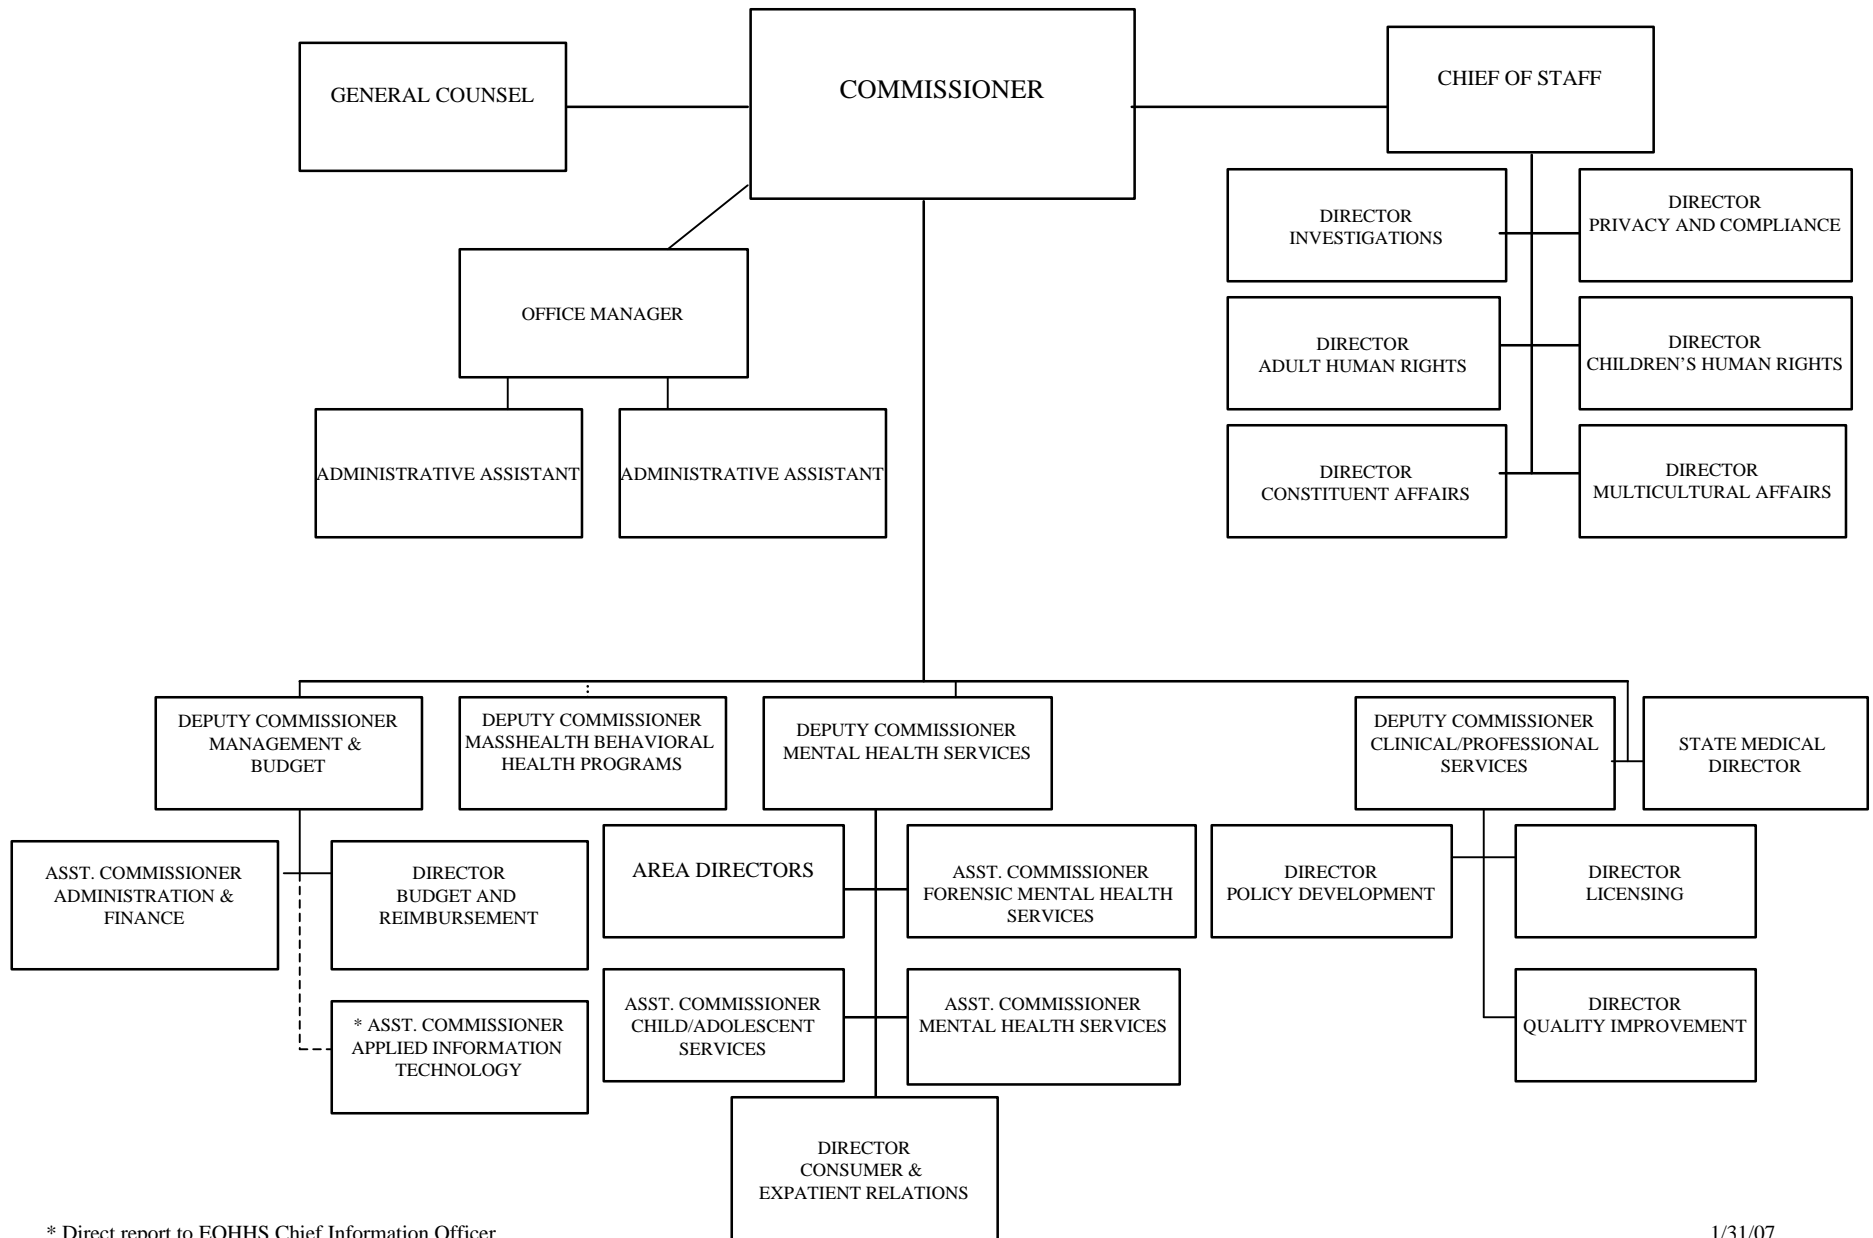 COMMISSIONER
GENERAL COUNSEL
CHIEF OF STAFF
DIRECTOR
INVESTIGATIONS
DIRECTOR
PRIVACY AND COMPLIANCE
OFFICE MANAGER
DIRECTOR
ADULT HUMAN RIGHTS
DIRECTOR
CHILDREN'S HUMAN RIGHTS
ADMINISTRATIVE ASSISTANT
ADMINISTRATIVE ASSISTANT
DIRECTOR
CONSTITUENT AFFAIRS
DIRECTOR
MULTICULTURAL AFFAIRS
DEPUTY COMMISSIONER
MANAGEMENT &
BUDGET
DEPUTY COMMISSIONER
MASSHEALTH BEHAVIORAL
HEALTH PROGRAMS
DEPUTY COMMISSIONER
MENTAL HEALTH SERVICES
DEPUTY COMMISSIONER
CLINICAL/PROFESSIONAL
SERVICES
STATE MEDICAL
DIRECTOR
ASST. COMMISSIONER
ADMINISTRATION &
FINANCE
DIRECTOR
BUDGET AND
REIMBURSEMENT
AREA DIRECTORS
ASST. COMMISSIONER
FORENSIC MENTAL HEALTH
SERVICES
DIRECTOR
POLICY DEVELOPMENT
DIRECTOR
LICENSING
* ASST. COMMISSIONER
APPLIED INFORMATION
TECHNOLOGY
ASST. COMMISSIONER
CHILD/ADOLESCENT
SERVICES
ASST. COMMISSIONER
MENTAL HEALTH SERVICES
DIRECTOR
QUALITY IMPROVEMENT
DIRECTOR
CONSUMER &
EXPATIENT RELATIONS
* Direct report to EOHHS Chief Information Officer
1/31/07